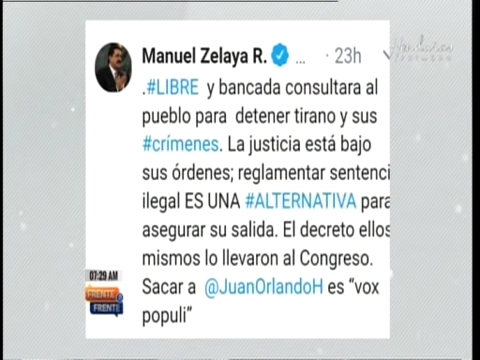 Manuel Zelaya R. ... · 23h
.#LIBRE y bancada consultara al
pueblo para detener tirano y sus
#crímenes. La justicia está bajo
sus órdenes; reglamentar sentenci
ilegal ES UNA #ALTERNATIVA para
asegurar su salida. El decreto ellos
mismos lo llevaron al Congreso.
Sacar a @JuanOrlandoH es “vox
populi”
07:29 AM
FRENTE a
FRENTE